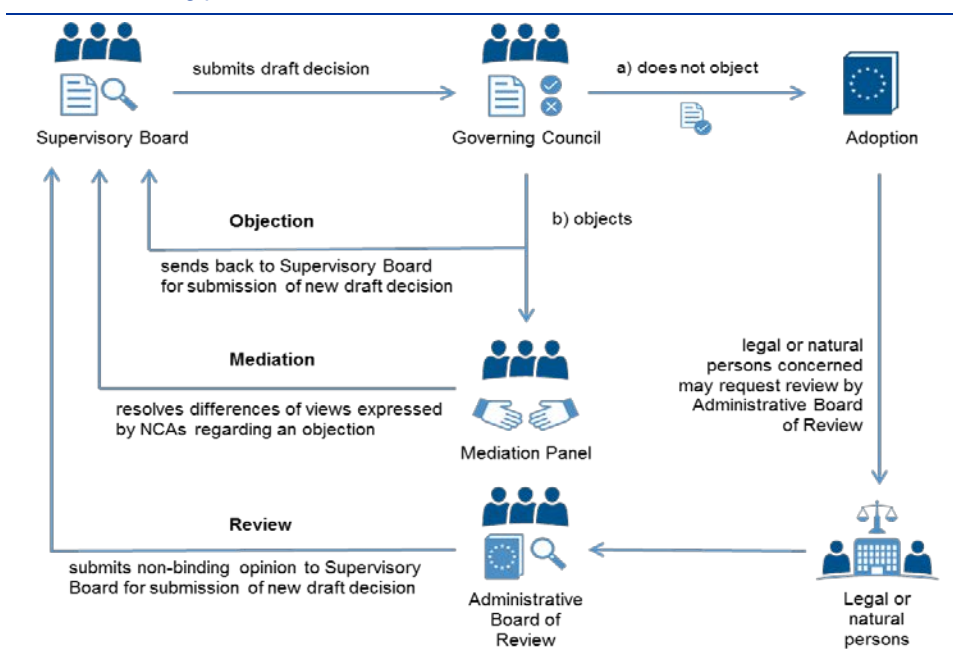 submits draft decision
a) does not object
Supervisory Board
Governing Council
Adoption
Objection
b) objects
sends back to Supervisory Board
for submission of new draft decision
Mediation
resolves differences of views expressed
by NCAs regarding an objection
Mediation Panel
legal or natural
persons concerned
may request review by
Administrative Board
of Review
Review
submits non-binding opinion to Supervisory
Board for submission of new draft decision
Administrative
Board of
Review
Legal or
natural
persons